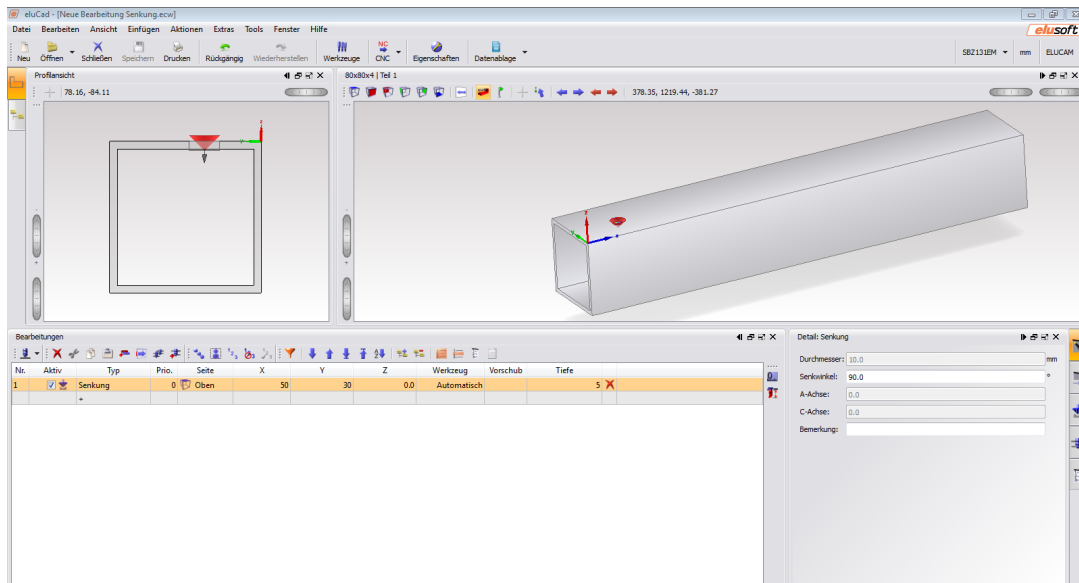 eluCad - [Neue Bearbeitung Senkung.ecw]
Datei Bearbeiten Ansicht Einfügen Aktionen Extras Tools Fenster Hilfe
elusoft
Neu Öffnen Schließen Speichern Drucken Rückgängig Wiederherstellen Werkzeuge CNC Eigenschaften Datenablage SBZ131EM mm ELUCAM
NC
Profilansicht
78.16, -84.11
z
y
80x80x4 | Teil 1
378.35, 1219.44, -381.27
z
y
x
Bearbeitungen
Nr. Aktiv Typ Prio. Seite X Y Z Werkzeug Vorschub Tiefe
1 Senkung 0 Oben 50 30 0.0 Automatisch 5
+
Detail: Senkung
Durchmesser: 10.0 mm
Senkwinkel: 90.0 °
A-Achse: 0.0
C-Achse: 0.0
Bemerkung: